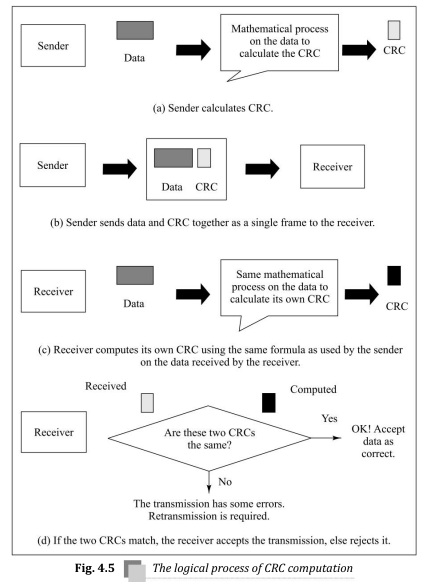 Sender
Data
Mathematical process
on the data to
calculate the CRC
CRC
(a) Sender calculates CRC.
Sender
Data CRC
Receiver
(b) Sender sends data and CRC together as a single frame to the receiver.
Receiver
Data
Same mathematical
process on the data to
calculate its own CRC
CRC
(c) Receiver computes its own CRC using the same formula as used by the sender
on the data received by the receiver.
Received
Computed
Receiver
Are these two CRCs
the same?
Yes
OK! Accept
data as
correct.
No
The transmission has some errors.
Retransmission is required.
(d) If the two CRCs match, the receiver accepts the transmission, else rejects it.
Fig. 4.5 The logical process of CRC computation